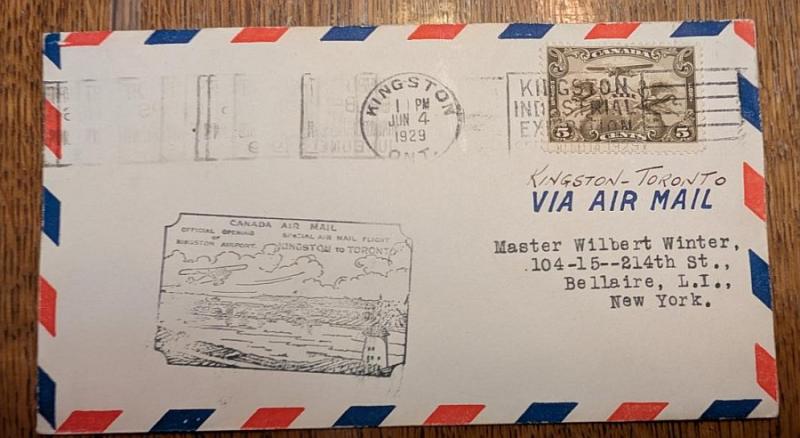 KINGSTON
1 PM
JUN 4
1929
ONT.
CANADA
KINGSTON
INDUSTRIAL
EXHIBITION
5 CENTS 5
KINGSTON - TORONTO
VIA AIR MAIL
CANADA AIR MAIL
OFFICIAL OPENING
OF
KINGSTON AIRPORT.
SPECIAL AIR MAIL FLIGHT
KINGSTON to TORONTO
Master Wilbert Winter,
104-15--214th St.,
Bellaire, L.I.,
New York.